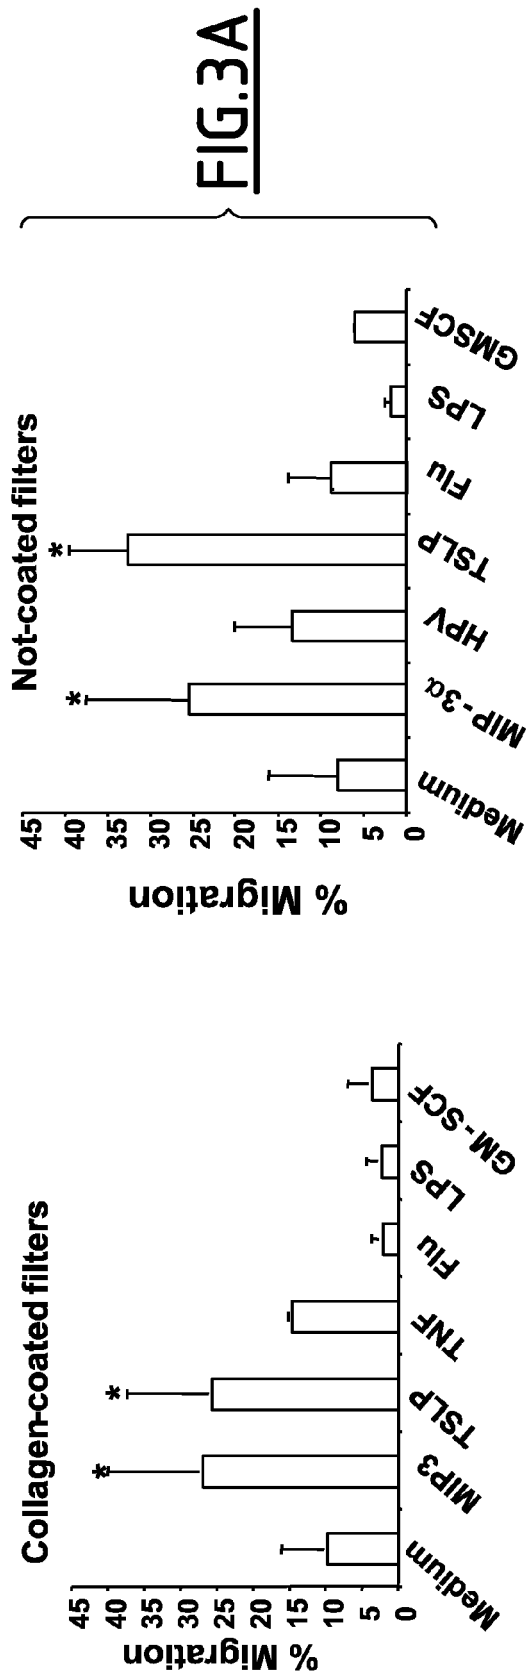 Collagen-coated filters
% Migration
45
40
35
30
25
20
15
10
5
0
*
*
Medium
MIP3
TSLP
TNF
Flu
LPS
GM-SCF
Not-coated filters
% Migration
45
40
35
30
25
20
15
10
5
0
*
*
Medium
MIP-3α
HPV
TSLP
Flu
LPS
GMSCF
FIG.3A